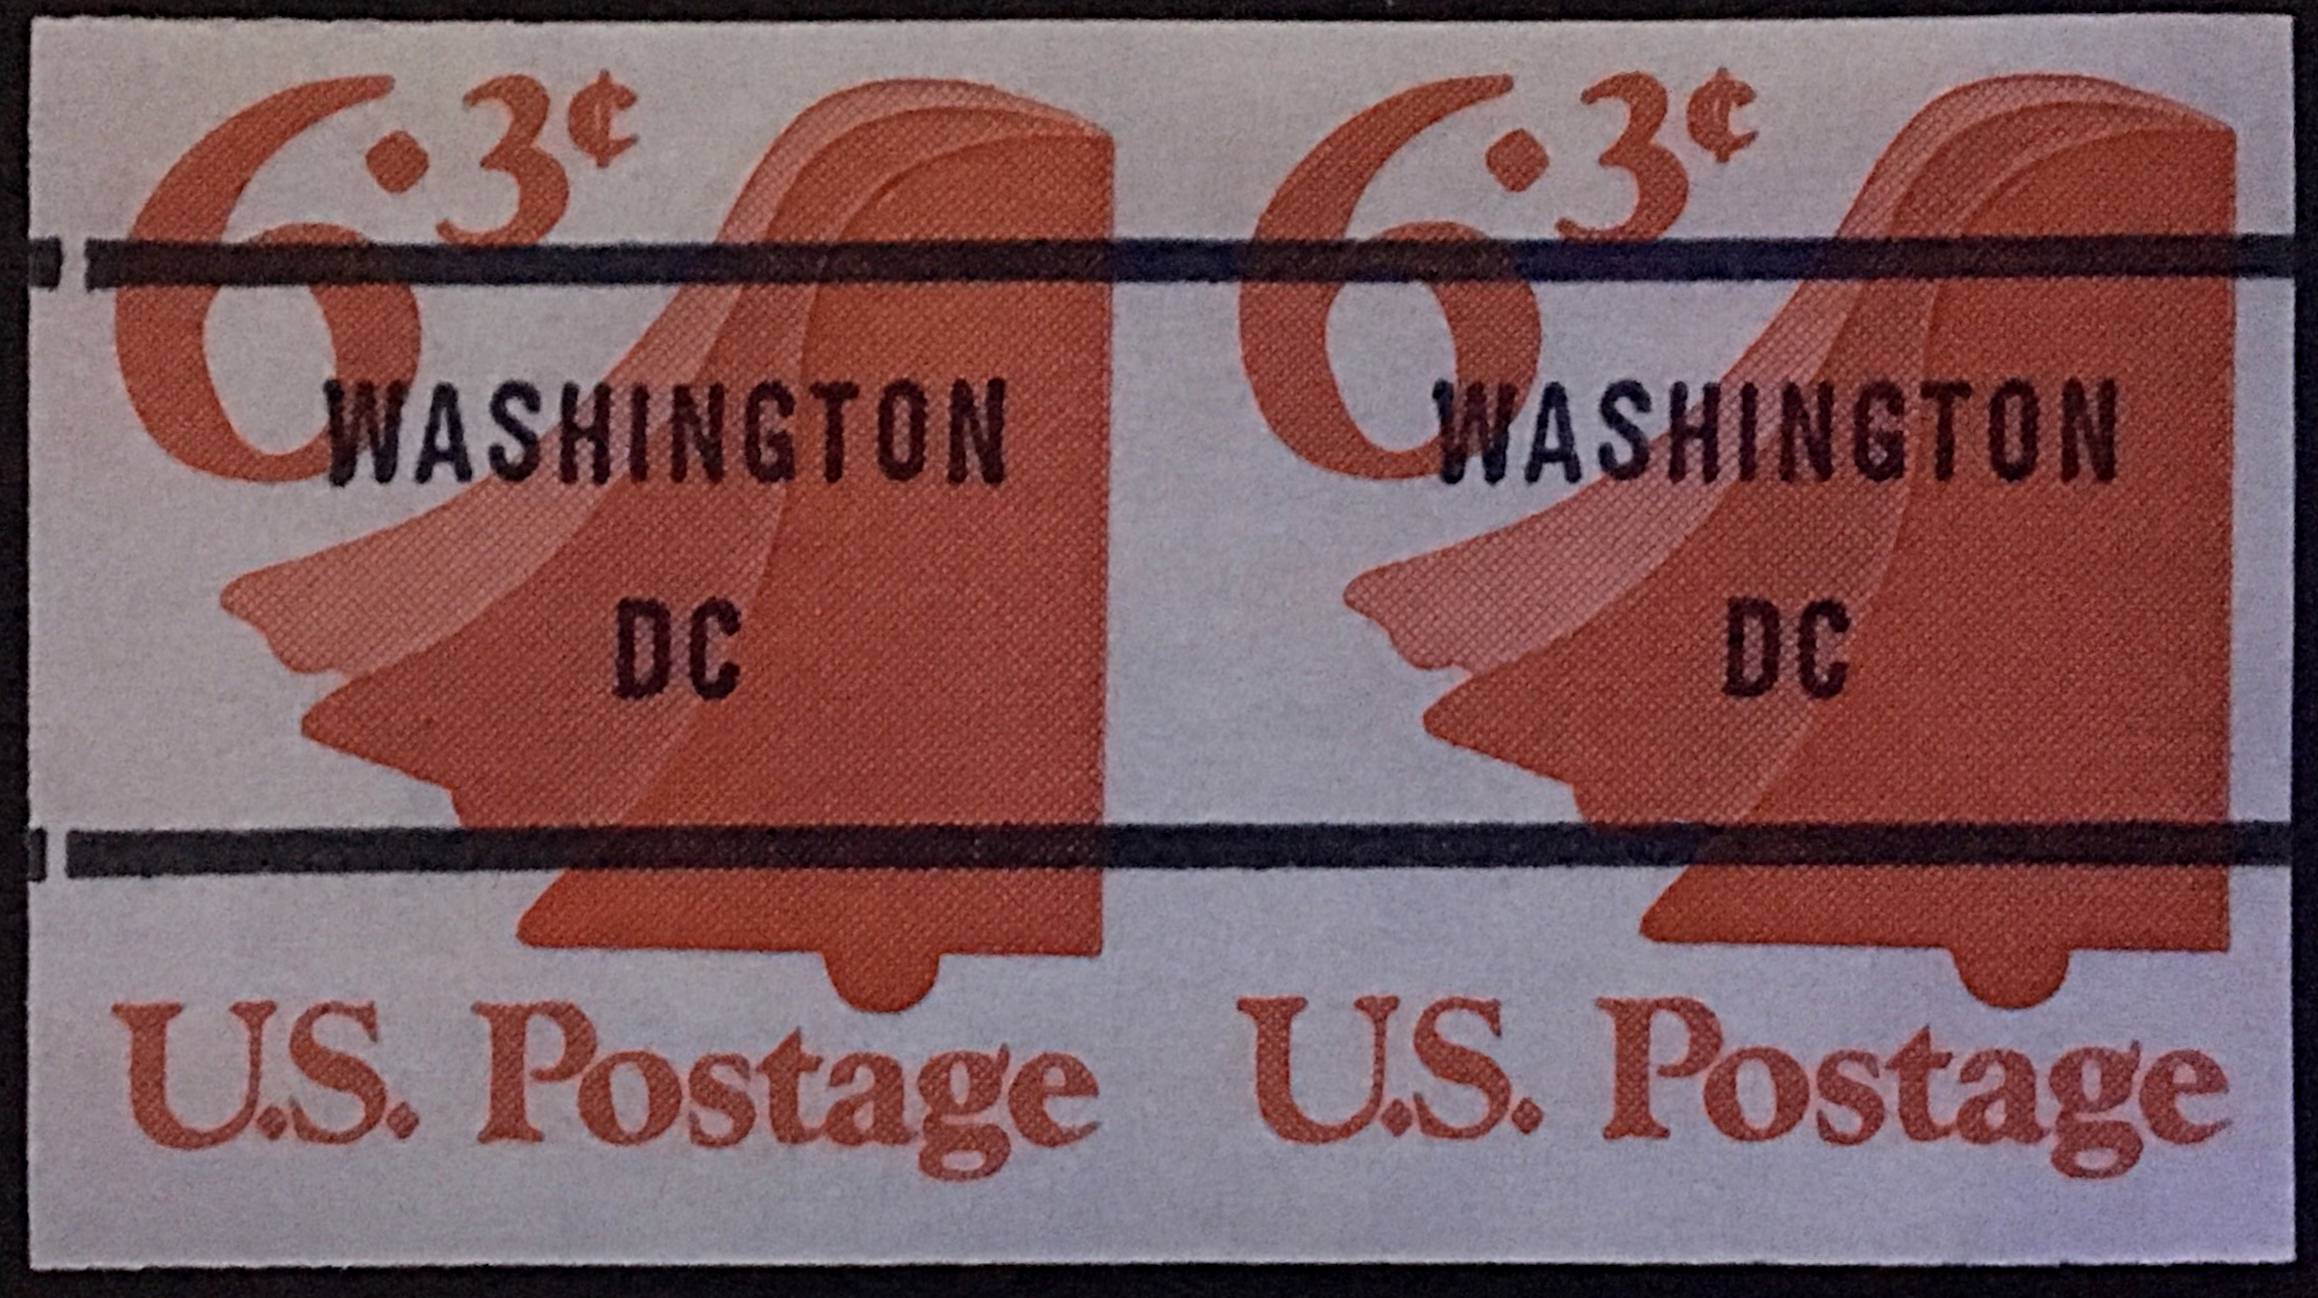 6.3¢ 6.3¢
WASHINGTON WASHINGTON
DC DC
U.S. Postage U.S. Postage